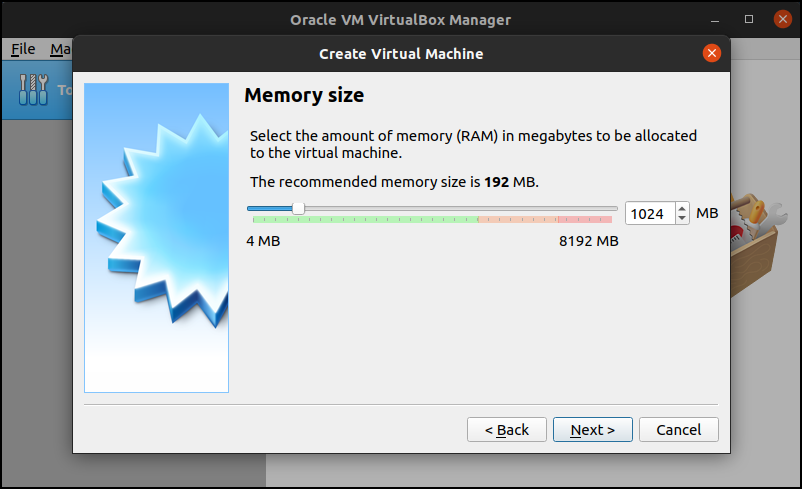 Oracle VM VirtualBox Manager
File Ma
Create Virtual Machine
To
Memory size
Select the amount of memory (RAM) in megabytes to be allocated
to the virtual machine.
The recommended memory size is 192 MB.
1024 MB
4 MB 8192 MB
< Back Next > Cancel